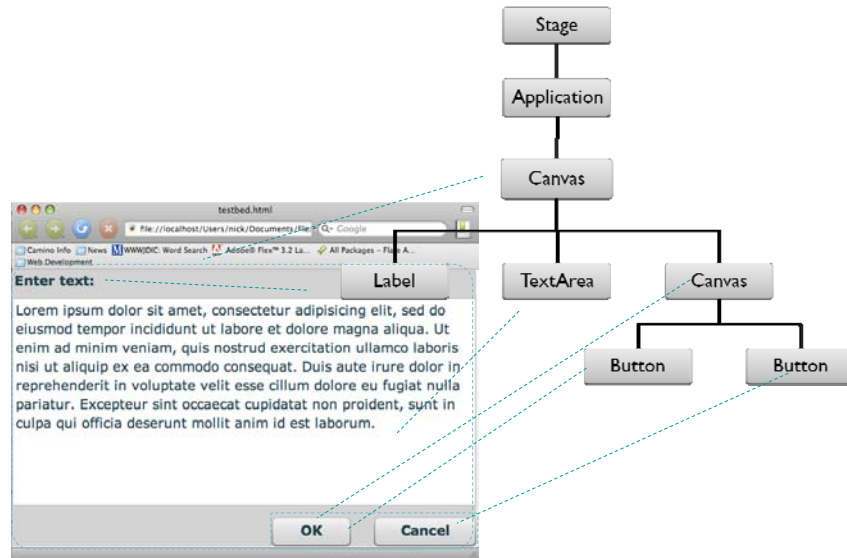 Stage
Application
Canvas
testbed.html
file://localhost/Users/nick/Documents/file
Google
Camino Info News WWWJDIC: Word Search Adobe® Flex™ 3.2 La... All Packages – Flare A...
Web Development
Enter text:
Label
TextArea
Canvas
Lorem ipsum dolor sit amet, consectetur adipisicing elit, sed do
eiusmod tempor incididunt ut labore et dolore magna aliqua. Ut
enim ad minim veniam, quis nostrud exercitation ullamco laboris
nisi ut aliquip ex ea commodo consequat. Duis aute irure dolor in
reprehenderit in voluptate velit esse cillum dolore eu fugiat nulla
pariatur. Excepteur sint occaecat cupidatat non proident, sunt in
culpa qui officia deserunt mollit anim id est laborum.
Button
Button
OK
Cancel